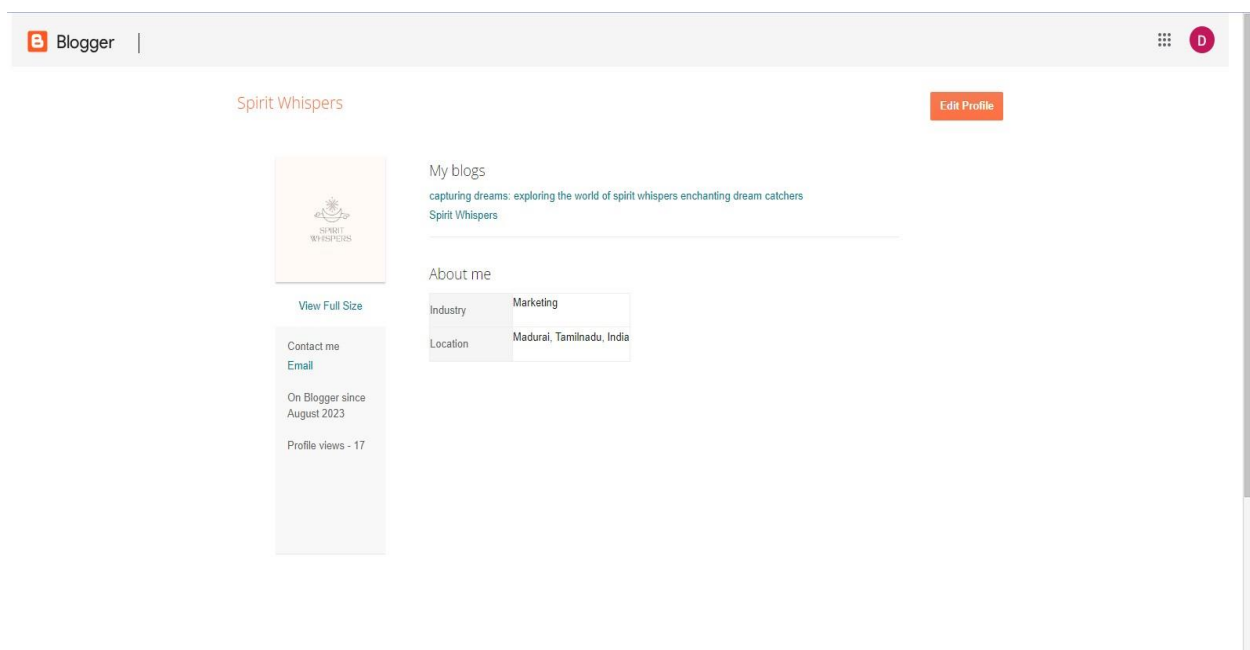 Blogger
D
Spirit Whispers
Edit Profile
SPIRIT
WHISPERS
View Full Size
Contact me
Email
On Blogger since
August 2023
Profile views - 17
My blogs
capturing dreams: exploring the world of spirit whispers enchanting dream catchers
Spirit Whispers
About me
Industry Marketing
Location Madurai, Tamilnadu, India